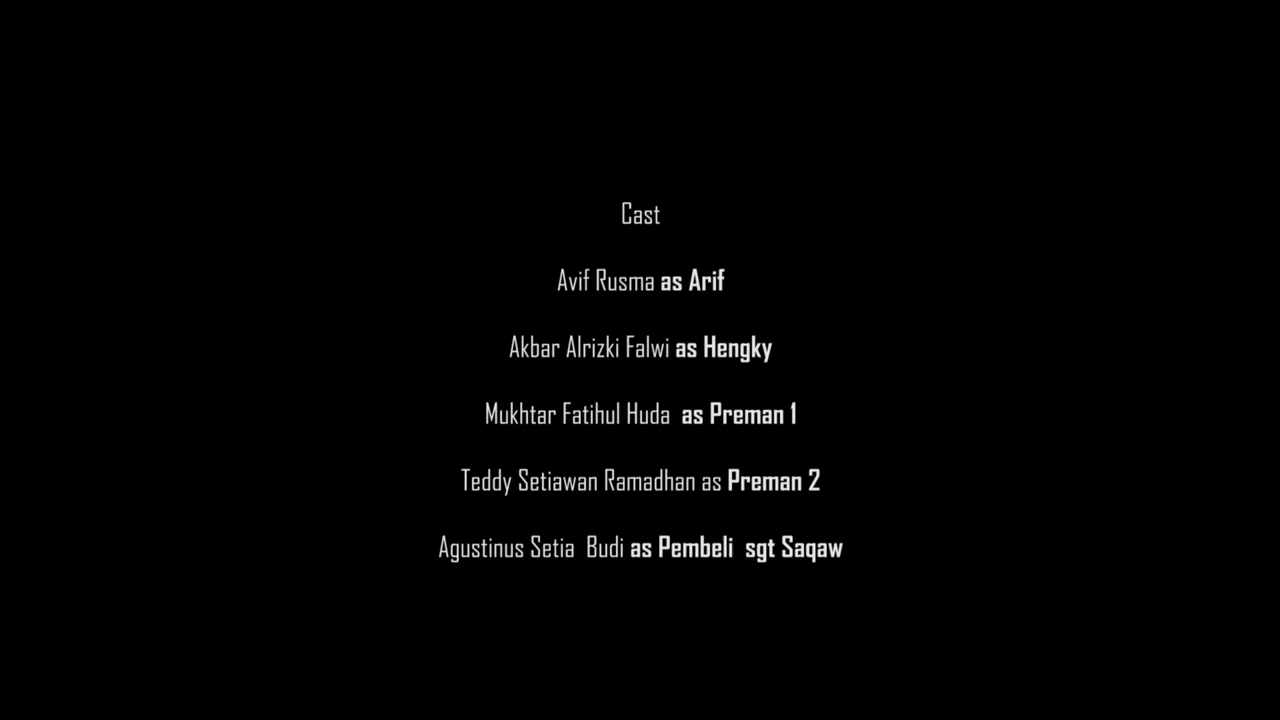 Cast
Avif Rusma as Arif
Akbar Alrizki Falwi as Hengky
Mukhtar Fatihul Huda  as Preman 1
Teddy Setiawan Ramadhan as Preman 2
Agustinus Setia  Budi as Pembeli  sgt Saqaw